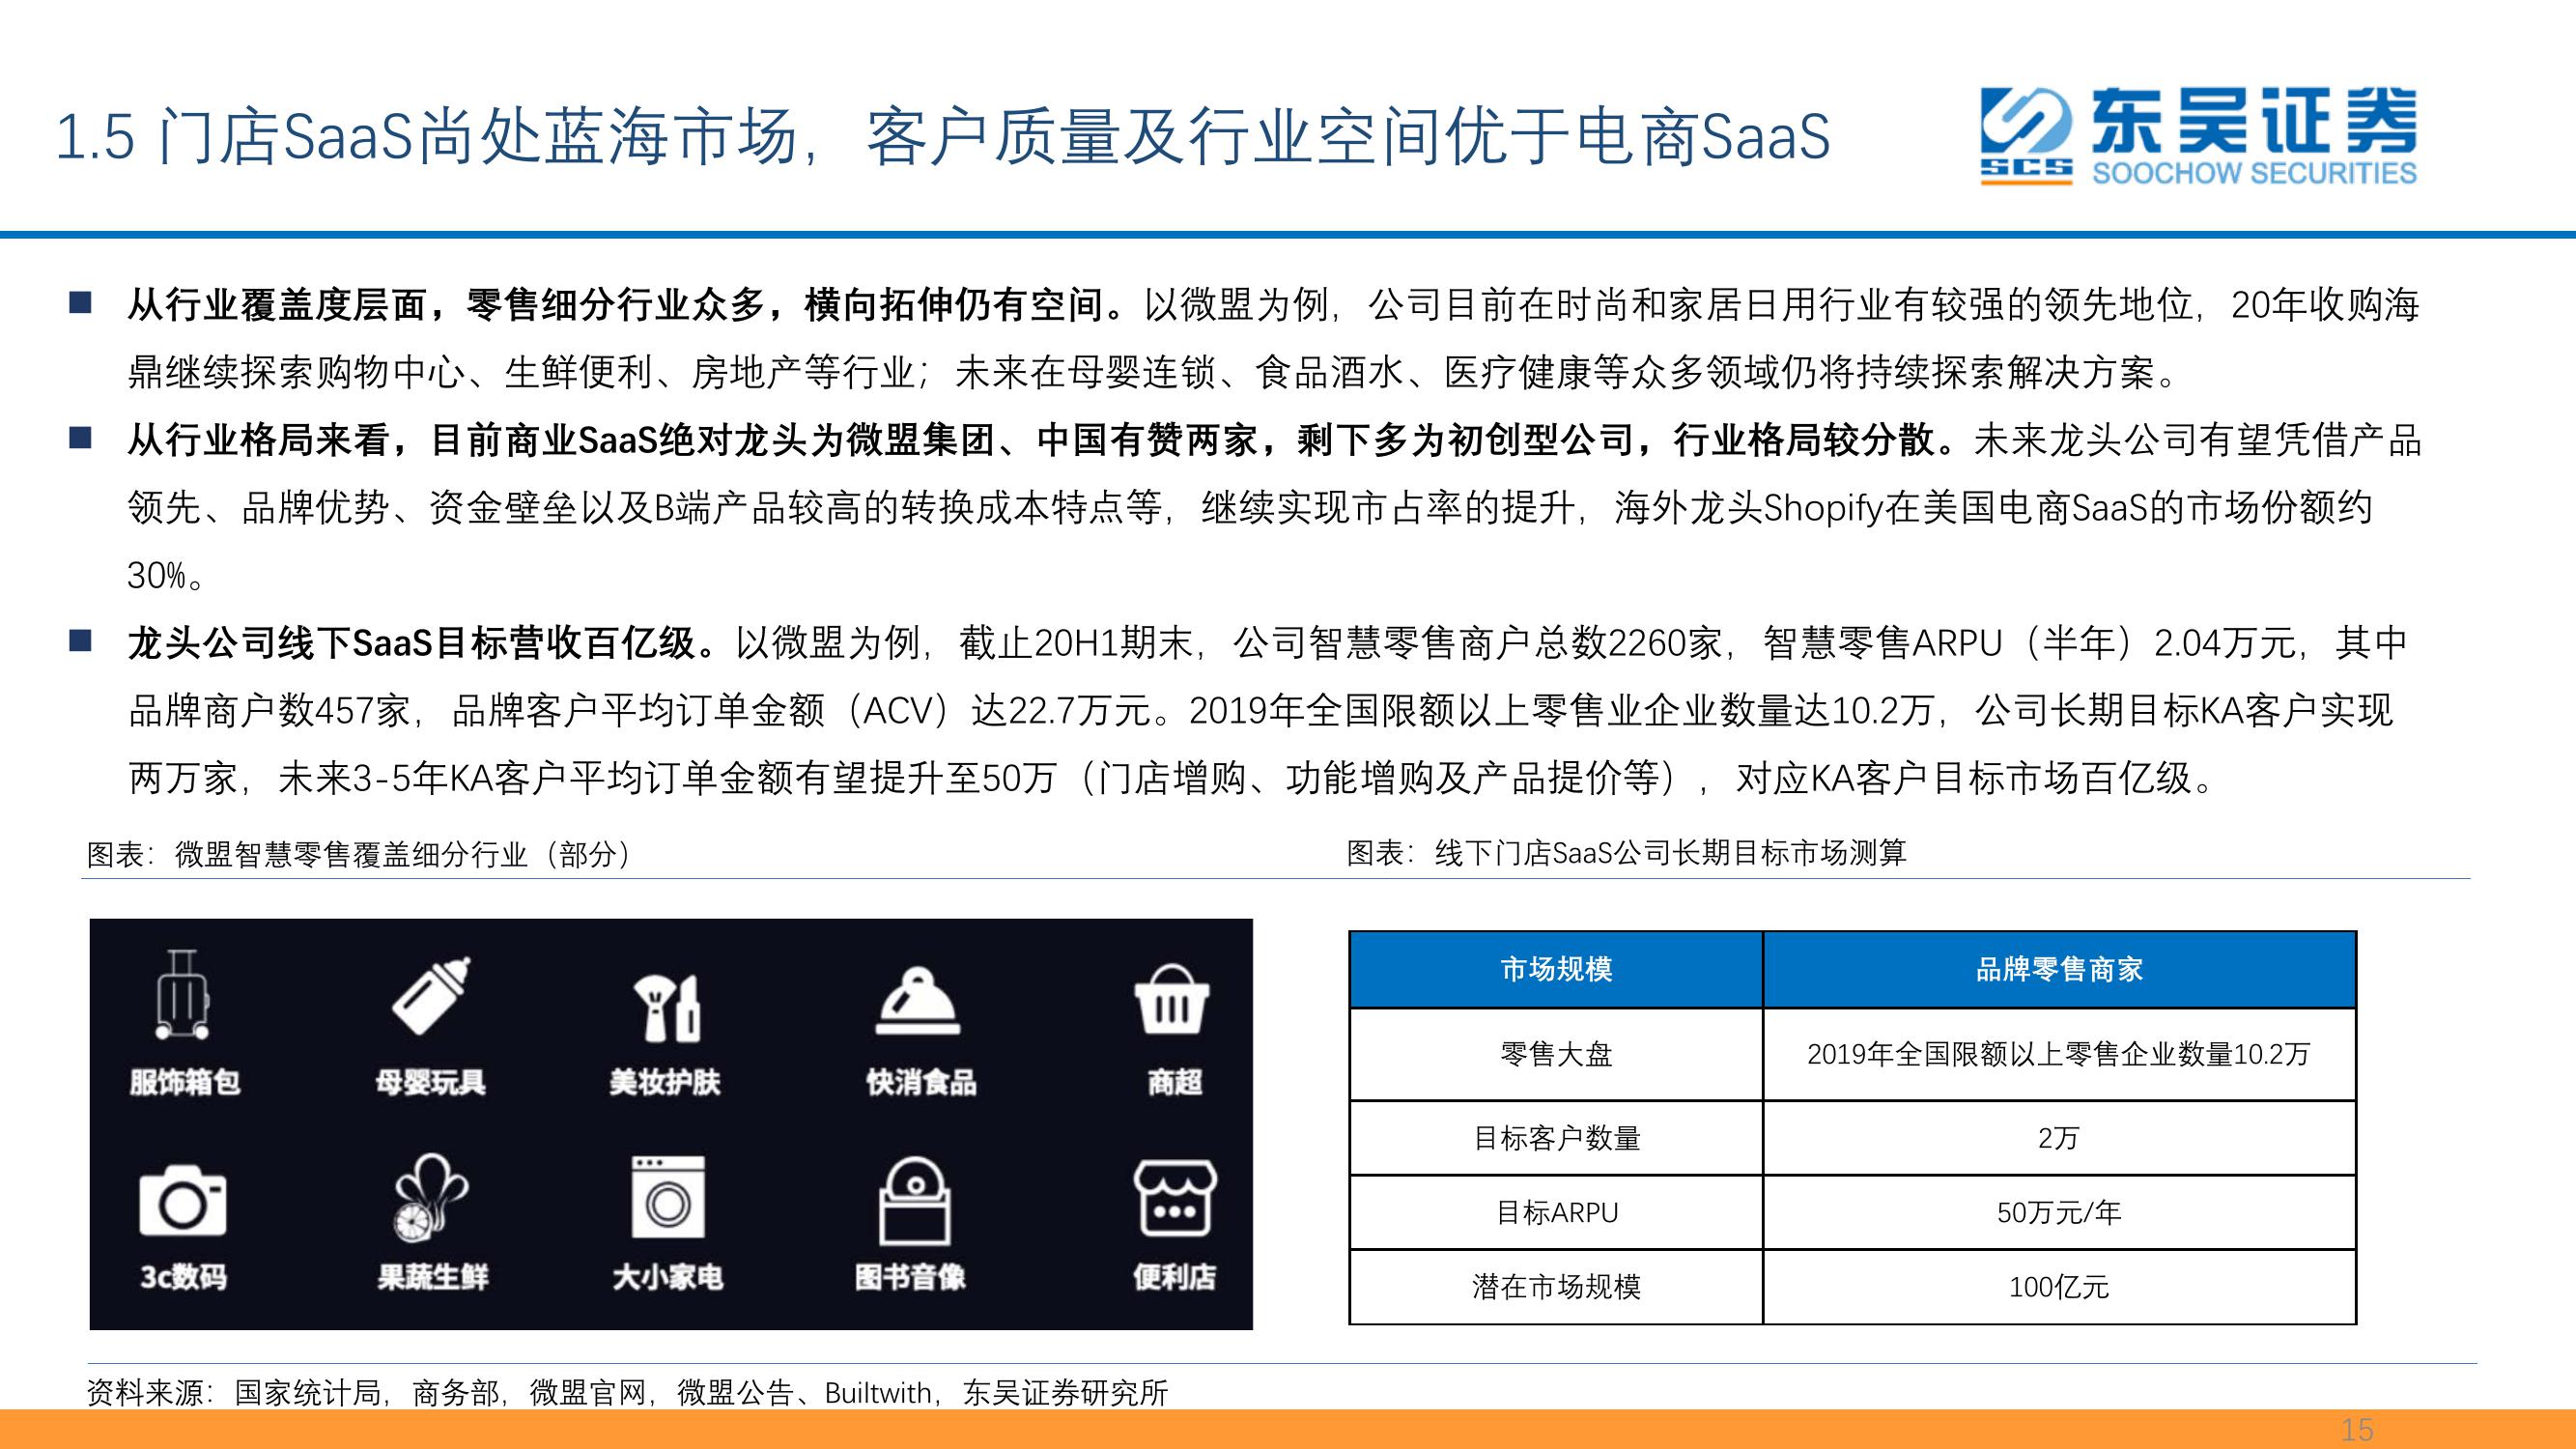 1.5 门店SaaS尚处蓝海市场，客户质量及行业空间优于电商SaaS
东吴证券
SCS
SOOCHOW SECURITIES
■ 从行业覆盖度层面，零售细分行业众多，横向拓伸仍有空间。以微盟为例，公司目前在时尚和家居日用行业有较强的领先地位，20年收购海
鼎继续探索购物中心、生鲜便利、房地产等行业；未来在母婴连锁、食品酒水、医疗健康等众多领域仍将持续探索解决方案。
■ 从行业格局来看，目前商业SaaS绝对龙头为微盟集团、中国有赞两家，剩下多为初创型公司，行业格局较分散。未来龙头公司有望凭借产品
领先、品牌优势、资金壁垒以及B端产品较高的转换成本特点等，继续实现市占率的提升，海外龙头Shopify在美国电商SaaS的市场份额约
30%。
■ 龙头公司线下SaaS目标营收百亿级。以微盟为例，截止20H1期末，公司智慧零售商户总数2260家，智慧零售ARPU（半年）2.04万元，其中
品牌商户数457家，品牌客户平均订单金额（ACV）达22.7万元。2019年全国限额以上零售业企业数量达10.2万，公司长期目标KA客户实现
两万家，未来3-5年KA客户平均订单金额有望提升至50万（门店增购、功能增购及产品提价等），对应KA客户目标市场百亿级。
图表：微盟智慧零售覆盖细分行业（部分）
服饰箱包 母婴玩具 美妆护肤 快消食品 商超
3c数码 果蔬生鲜 大小家电 图书音像 便利店
图表：线下门店SaaS公司长期目标市场测算
市场规模 品牌零售商家
零售大盘 2019年全国限额以上零售企业数量10.2万
目标客户数量 2万
目标ARPU 50万元/年
潜在市场规模 100亿元
资料来源：国家统计局，商务部，微盟官网，微盟公告、Builtwith，东吴证券研究所
15